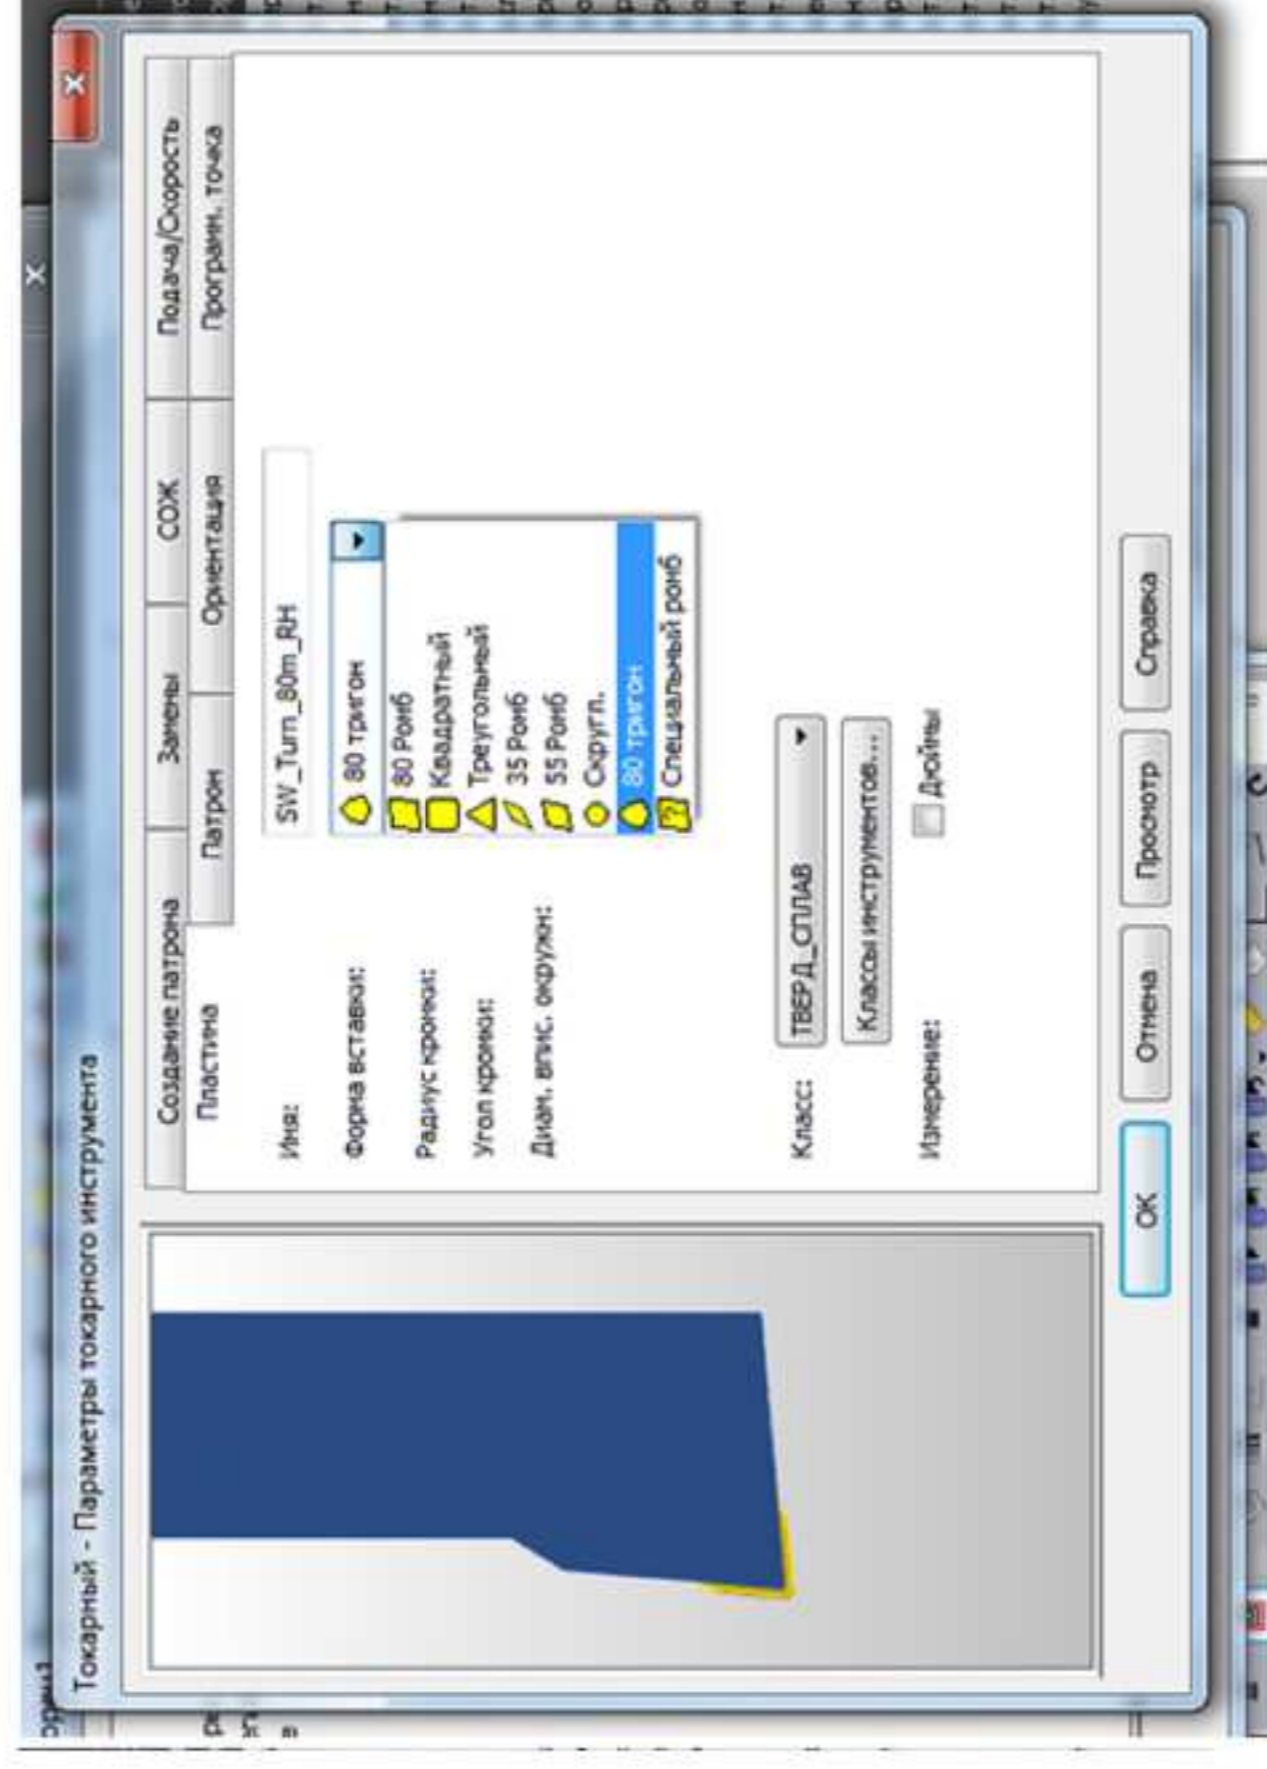 Токарный - Параметры токарного инструмента
Создание патрона Замены СОЖ Подача/Скорость
Пластина Патрон Ориентация Програмн. точка
Имя: SW_Turn_80m_RH
Форма вставки: 80 тригон
80 Ромб
Радиус кромки: Квадратный
Треугольный
Угол кромки: 35 Ромб
Диам. впис. окружн: 55 Ромб
Скругл.
80 тригон
Специальный ромб
Класс: ТВЕРД_СПЛАВ
Классы инструментов...
Измерение: Дюймы
OK Отмена Просмотр Справка